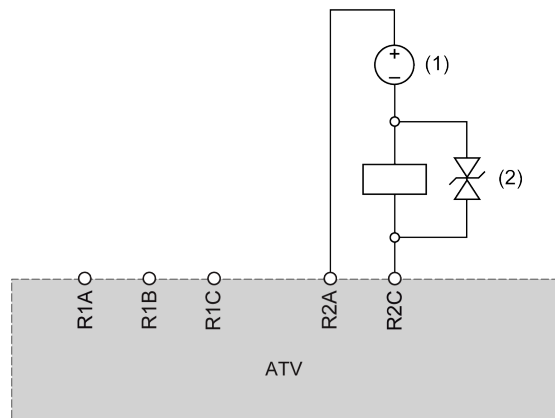 +
(1)
−
(2)
R1A
R1B
R1C
R2A
R2C
ATV